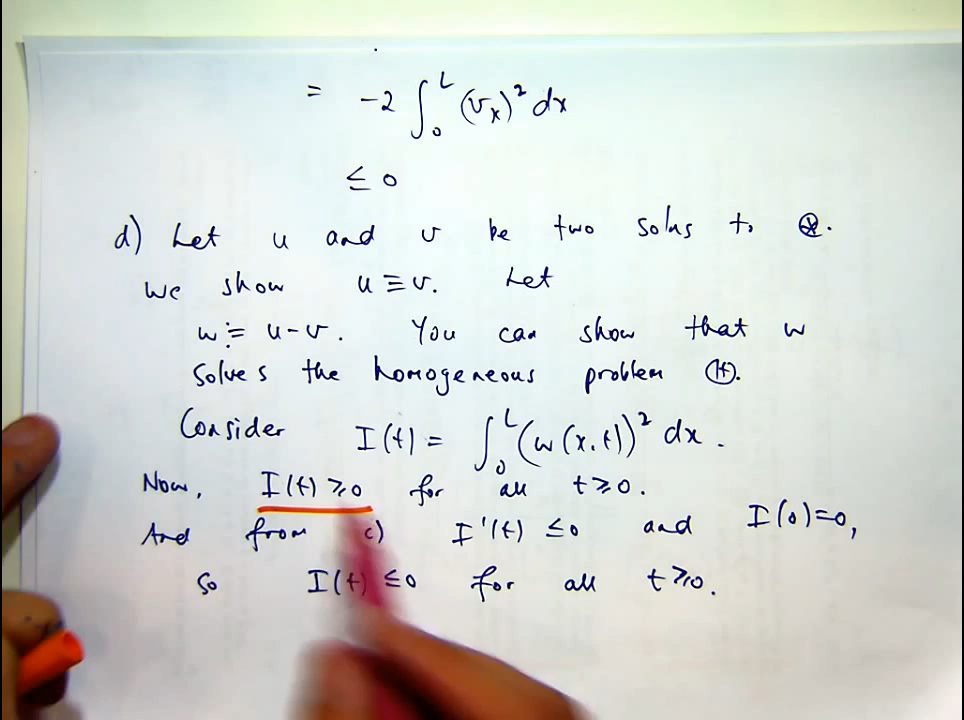 = -2 ∫₀ᴸ (vₓ)² dx
≤ 0
d) Let u and v be two solns to ⊛.
We show u ≡ v. Let
w := u-v. You can show that w
solves the homogeneous problem (H).
Consider I(t) = ∫₀ᴸ (w(x,t))² dx.
Now, I(t) ≥ 0 for all t ≥ 0.
And from c) I'(t) ≤ 0 and I(0)=0,
So I(t) ≤ 0 for all t ≥ 0.